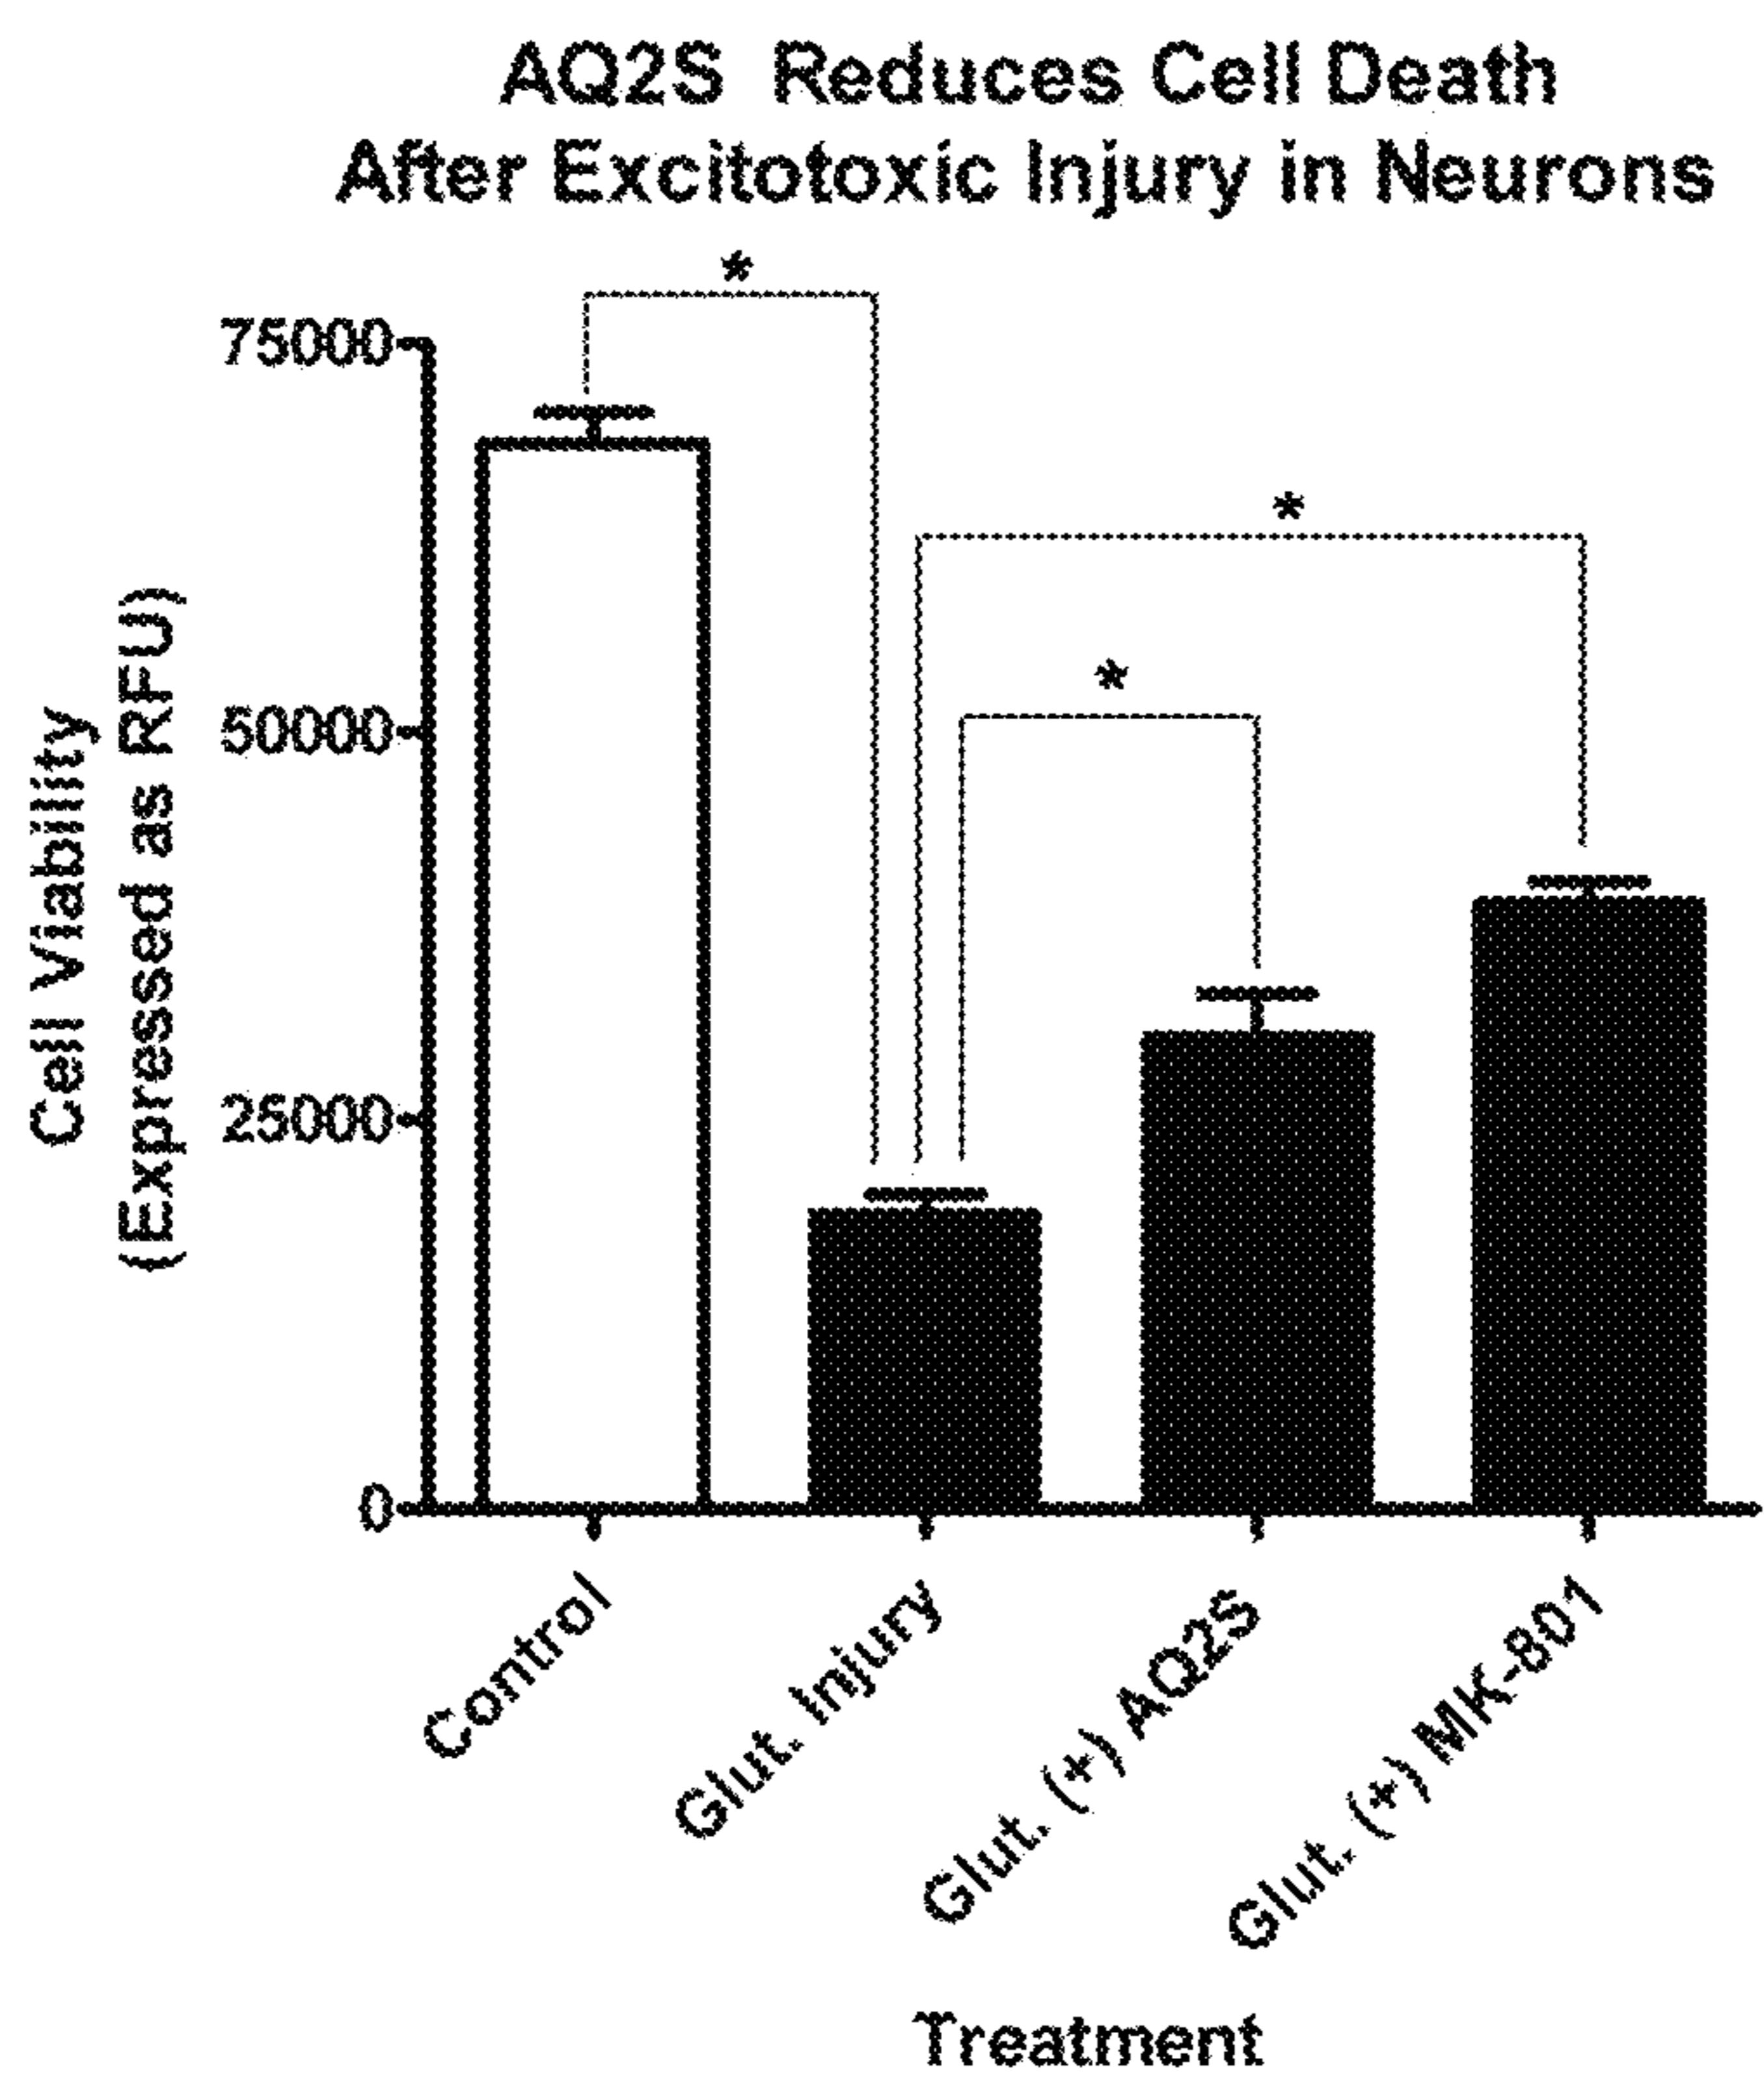 AQ2S Reduces Cell Death
After Excitotoxic Injury in Neurons
*
*
*
75000
50000
25000
0
Cell Viability
(Expressed as RFU)
Control
Glut. Injury
Glut. (+) AQ2S
Glut. (+) MK-801
Treatment